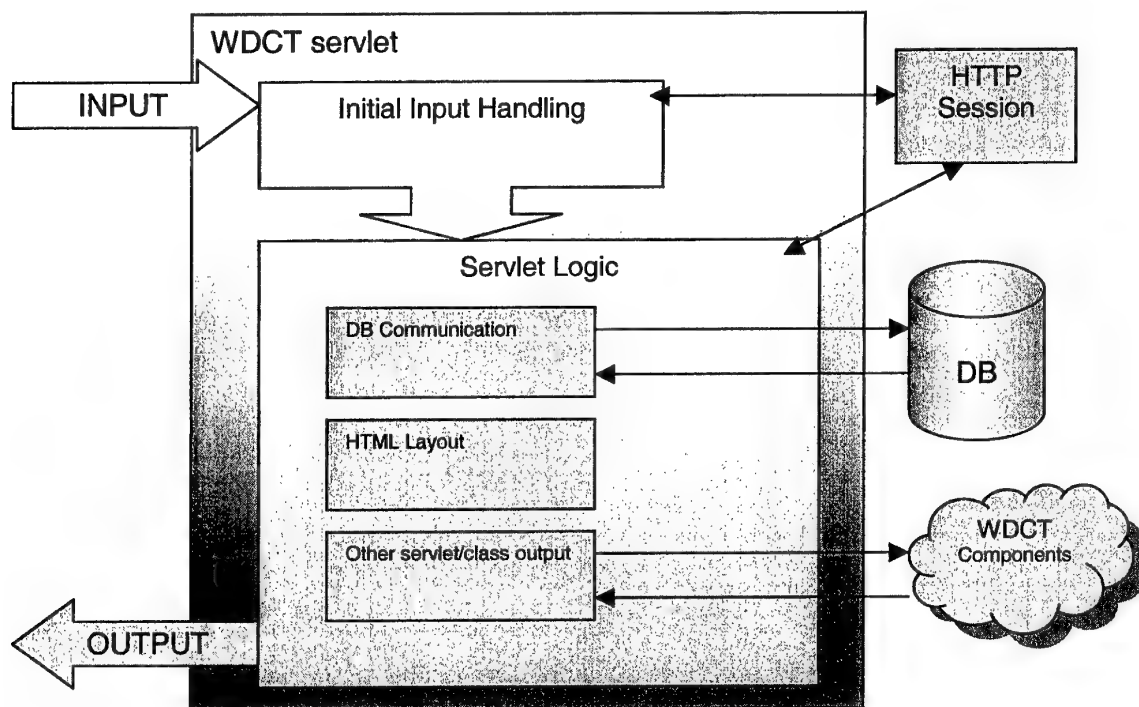 WDCT servlet
INPUT
Initial Input Handling
HTTP
Session
Servlet Logic
DB Communication
DB
HTML Layout
WDCT
Components
Other servlet/class output
OUTPUT